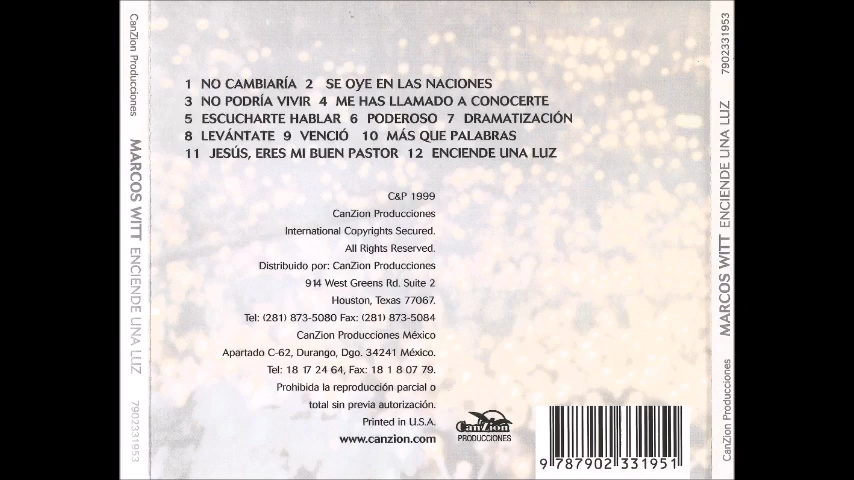 CanZion Producciones MARCOS WITT ENCIENDE UNA LUZ 7902331953
1 NO CAMBIARÍA 2 SE OYE EN LAS NACIONES
3 NO PODRÍA VIVIR 4 ME HAS LLAMADO A CONOCERTE
5 ESCUCHARTE HABLAR 6 PODEROSO 7 DRAMATIZACIÓN
8 LEVÁNTATE 9 VENCIÓ 10 MÁS QUE PALABRAS
11 JESÚS, ERES MI BUEN PASTOR 12 ENCIENDE UNA LUZ
C&P 1999
CanZion Producciones
International Copyrights Secured.
All Rights Reserved.
Distribuido por: CanZion Producciones
914 West Greens Rd. Suite 2
Houston, Texas 77067.
Tel: (281) 873-5080 Fax: (281) 873-5084
CanZion Producciones México
Apartado C-62, Durango, Dgo. 34241 México.
Tel: 18 17 24 64, Fax: 18 1 8 07 79.
Prohibida la reproducción parcial o
total sin previa autorización.
Printed in U.S.A.
www.canzion.com
CanZion
PRODUCCIONES
9 787902 331951
CanZion Producciones MARCOS WITT ENCIENDE UNA LUZ 7902331953